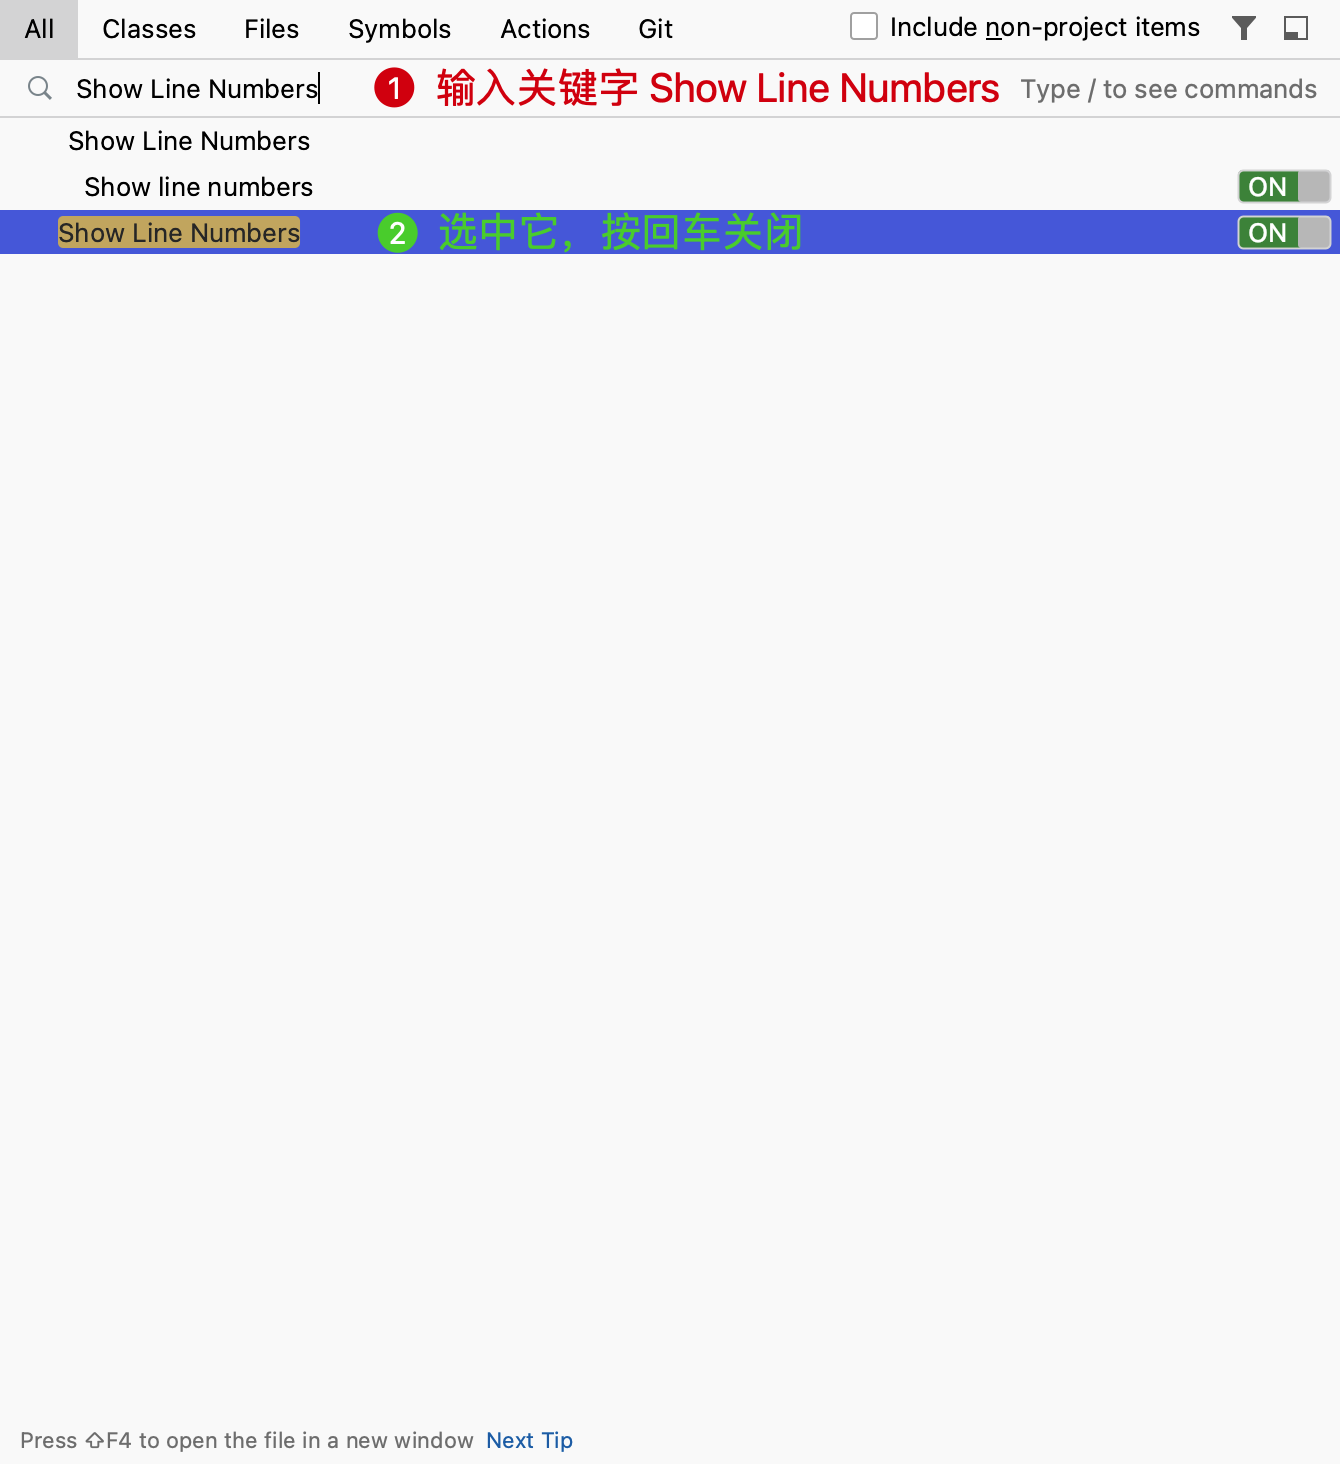 All Classes Files Symbols Actions Git Include non-project items
Show Line Numbers 1 输入关键字 Show Line Numbers Type / to see commands
Show Line Numbers
Show line numbers ON
Show Line Numbers 2 选中它，按回车关闭 ON
Press ⇧F4 to open the file in a new window Next Tip